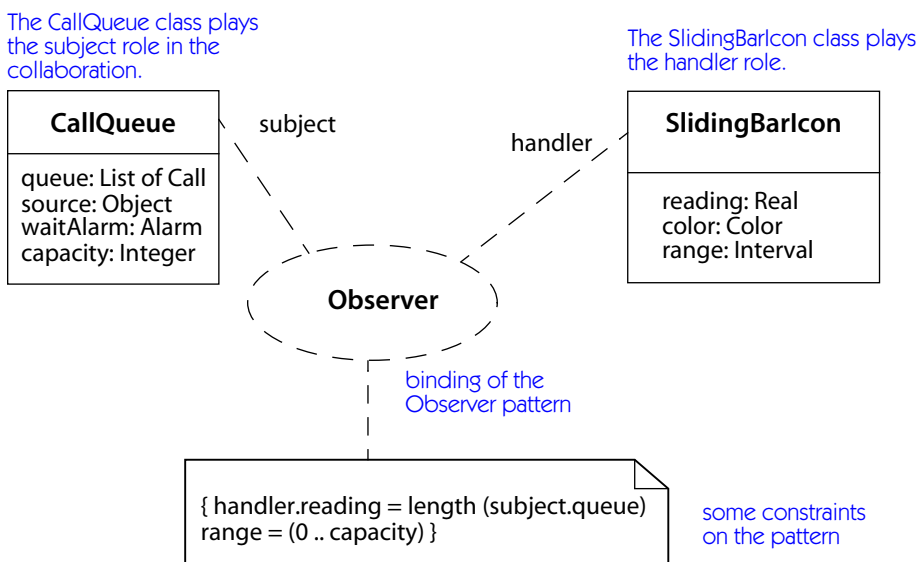 The CallQueue class plays
the subject role in the
collaboration.
The SlidingBarIcon class plays
the handler role.
CallQueue
subject
handler
SlidingBarIcon
queue: List of Call
source: Object
waitAlarm: Alarm
capacity: Integer
reading: Real
color: Color
range: Interval
Observer
binding of the
Observer pattern
{ handler.reading = length (subject.queue)
range = (0 .. capacity) }
some constraints
on the pattern